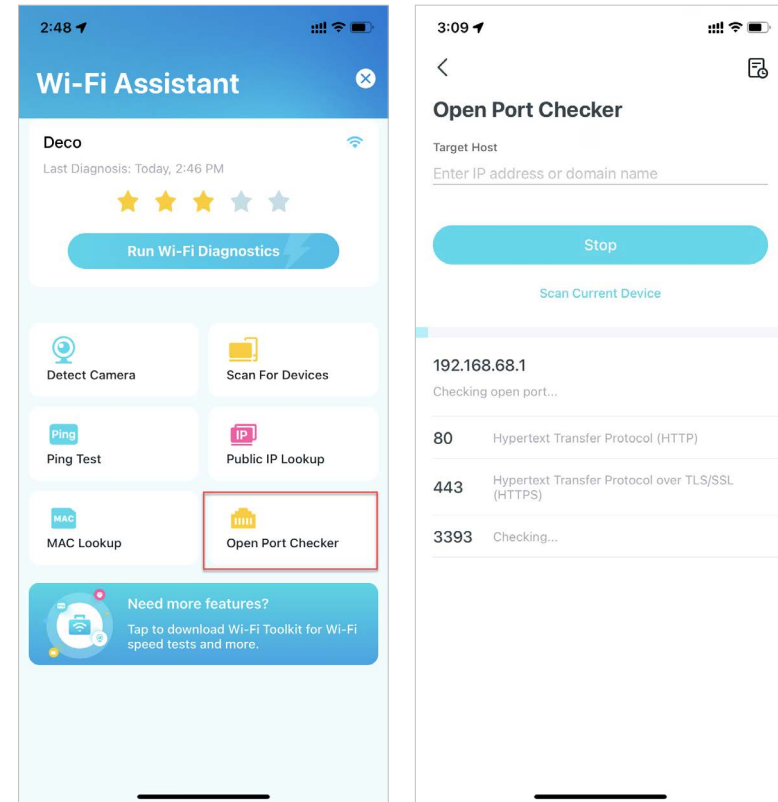 2:48
Wi-Fi Assistant
Deco
Last Diagnosis: Today, 2:46 PM
Run Wi-Fi Diagnostics
Detect Camera
Scan For Devices
Ping
Ping Test
IP
Public IP Lookup
MAC
MAC Lookup
Open Port Checker
Need more features?
Tap to download Wi-Fi Toolkit for Wi-Fi
speed tests and more.
3:09
Open Port Checker
Target Host
Enter IP address or domain name
Stop
Scan Current Device
192.168.68.1
Checking open port...
80 Hypertext Transfer Protocol (HTTP)
443 Hypertext Transfer Protocol over TLS/SSL
(HTTPS)
3393 Checking...